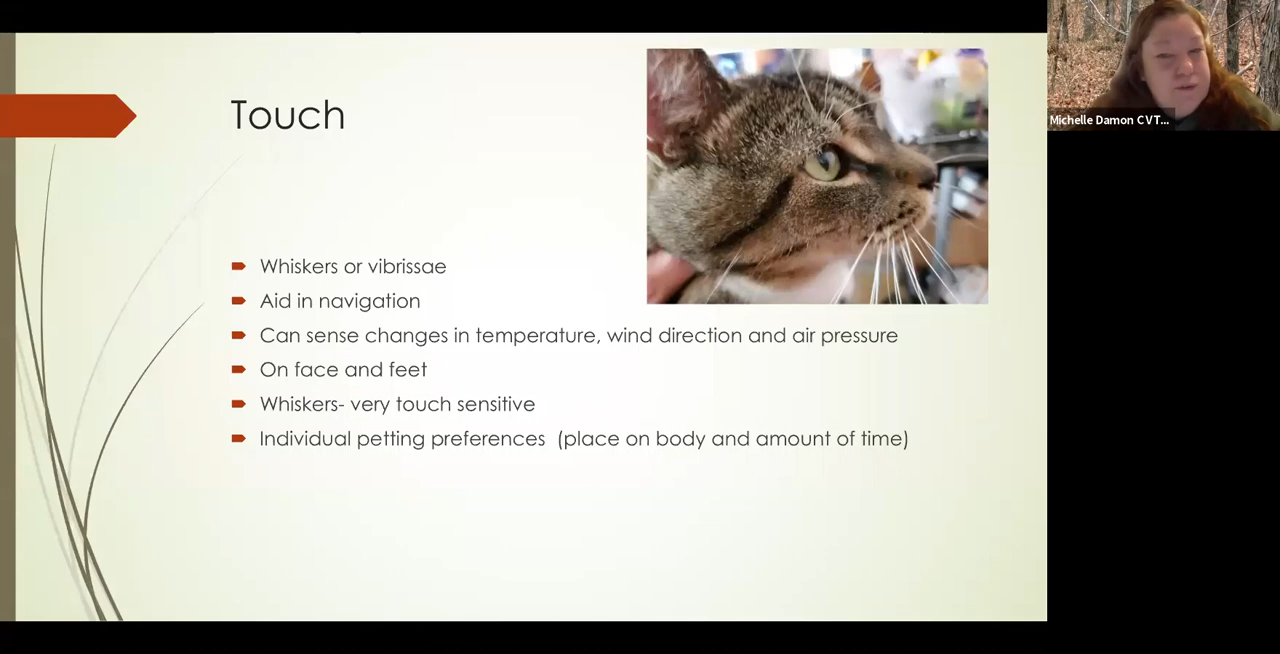 Touch
Whiskers or vibrissae
Aid in navigation
Can sense changes in temperature, wind direction and air pressure
On face and feet
Whiskers- very touch sensitive
Individual petting preferences  (place on body and amount of time)
Michelle Damon CVT...